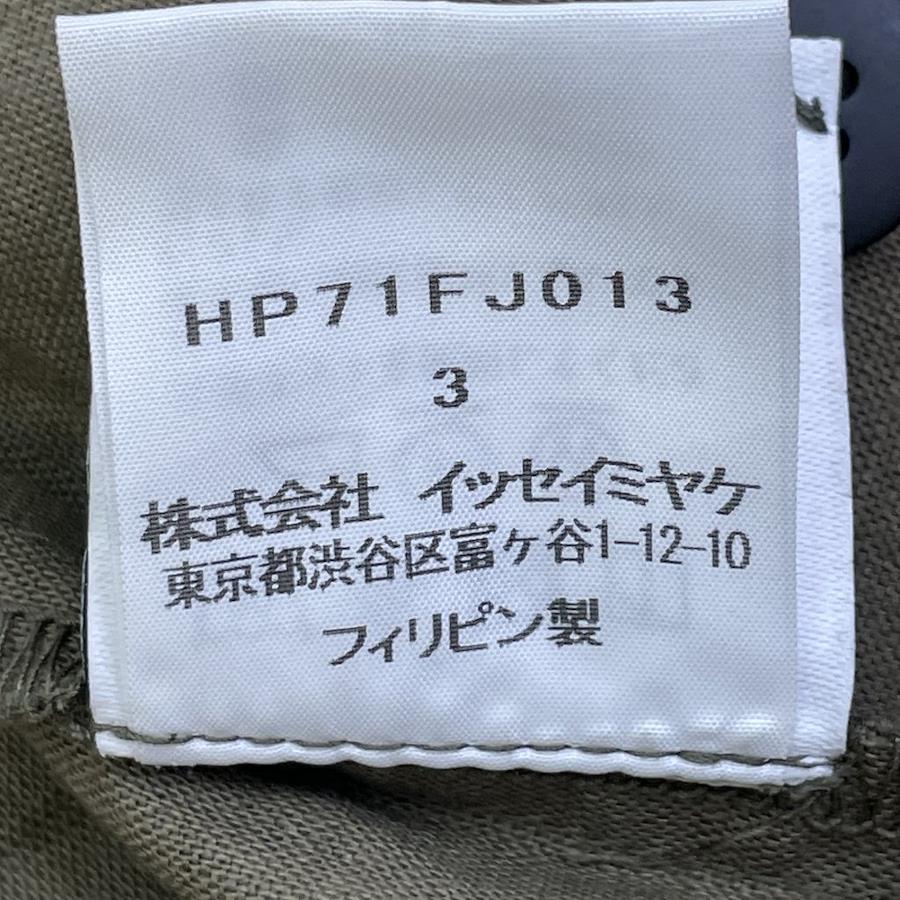 HP71FJ013
3
株式会社 イッセイミヤケ
東京都渋谷区富ヶ谷1-12-10
フィリピン製